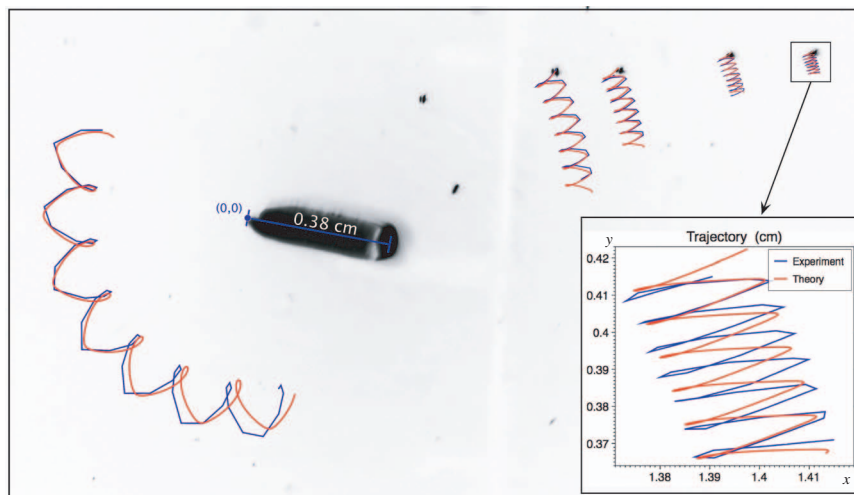 (0,0)
0.38 cm
Trajectory (cm)
y
Experiment
Theory
0.42
0.41
0.4
0.39
0.38
0.37
1.38
1.39
1.4
1.41
x